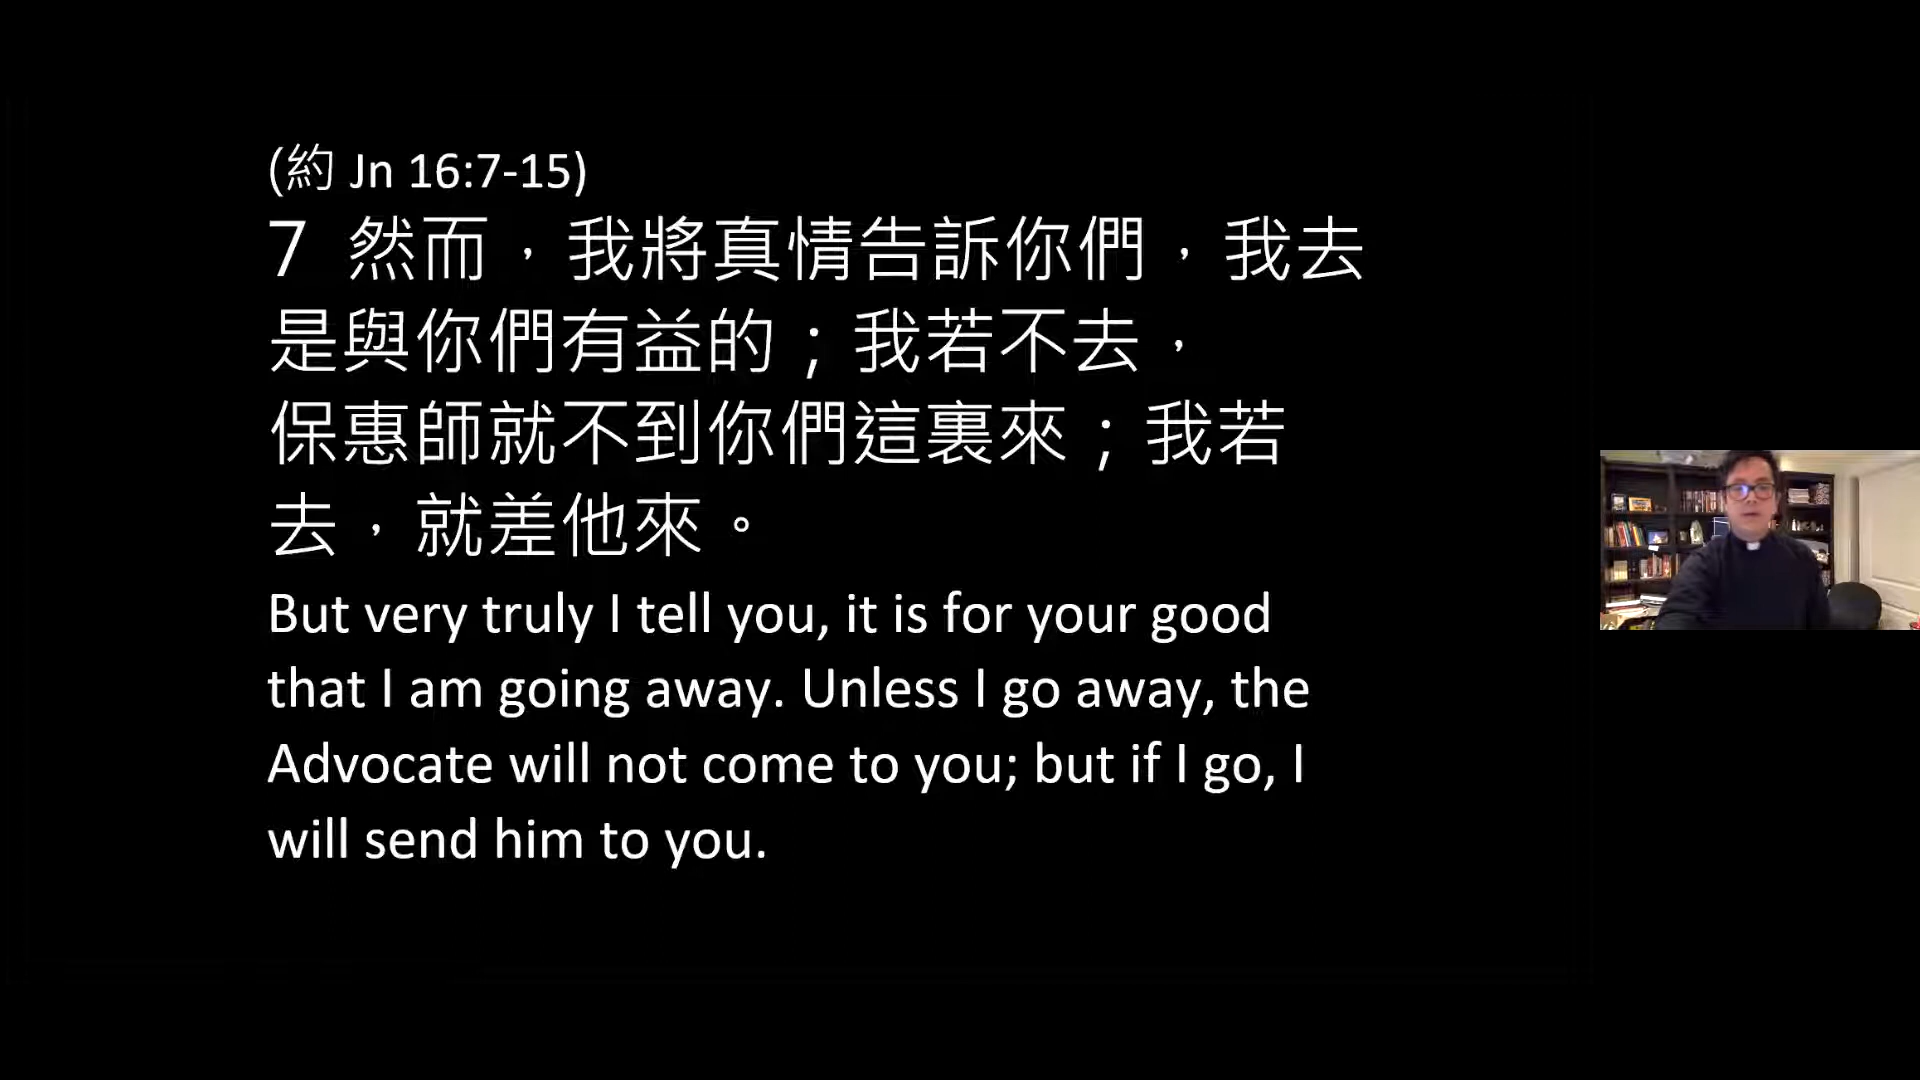 (約 Jn 16:7-15)
7 然而，我將真情告訴你們，我去
是與你們有益的；我若不去，
保惠師就不到你們這裏來；我若
去，就差他來。
But very truly I tell you, it is for your good
that I am going away. Unless I go away, the
Advocate will not come to you; but if I go, I
will send him to you.